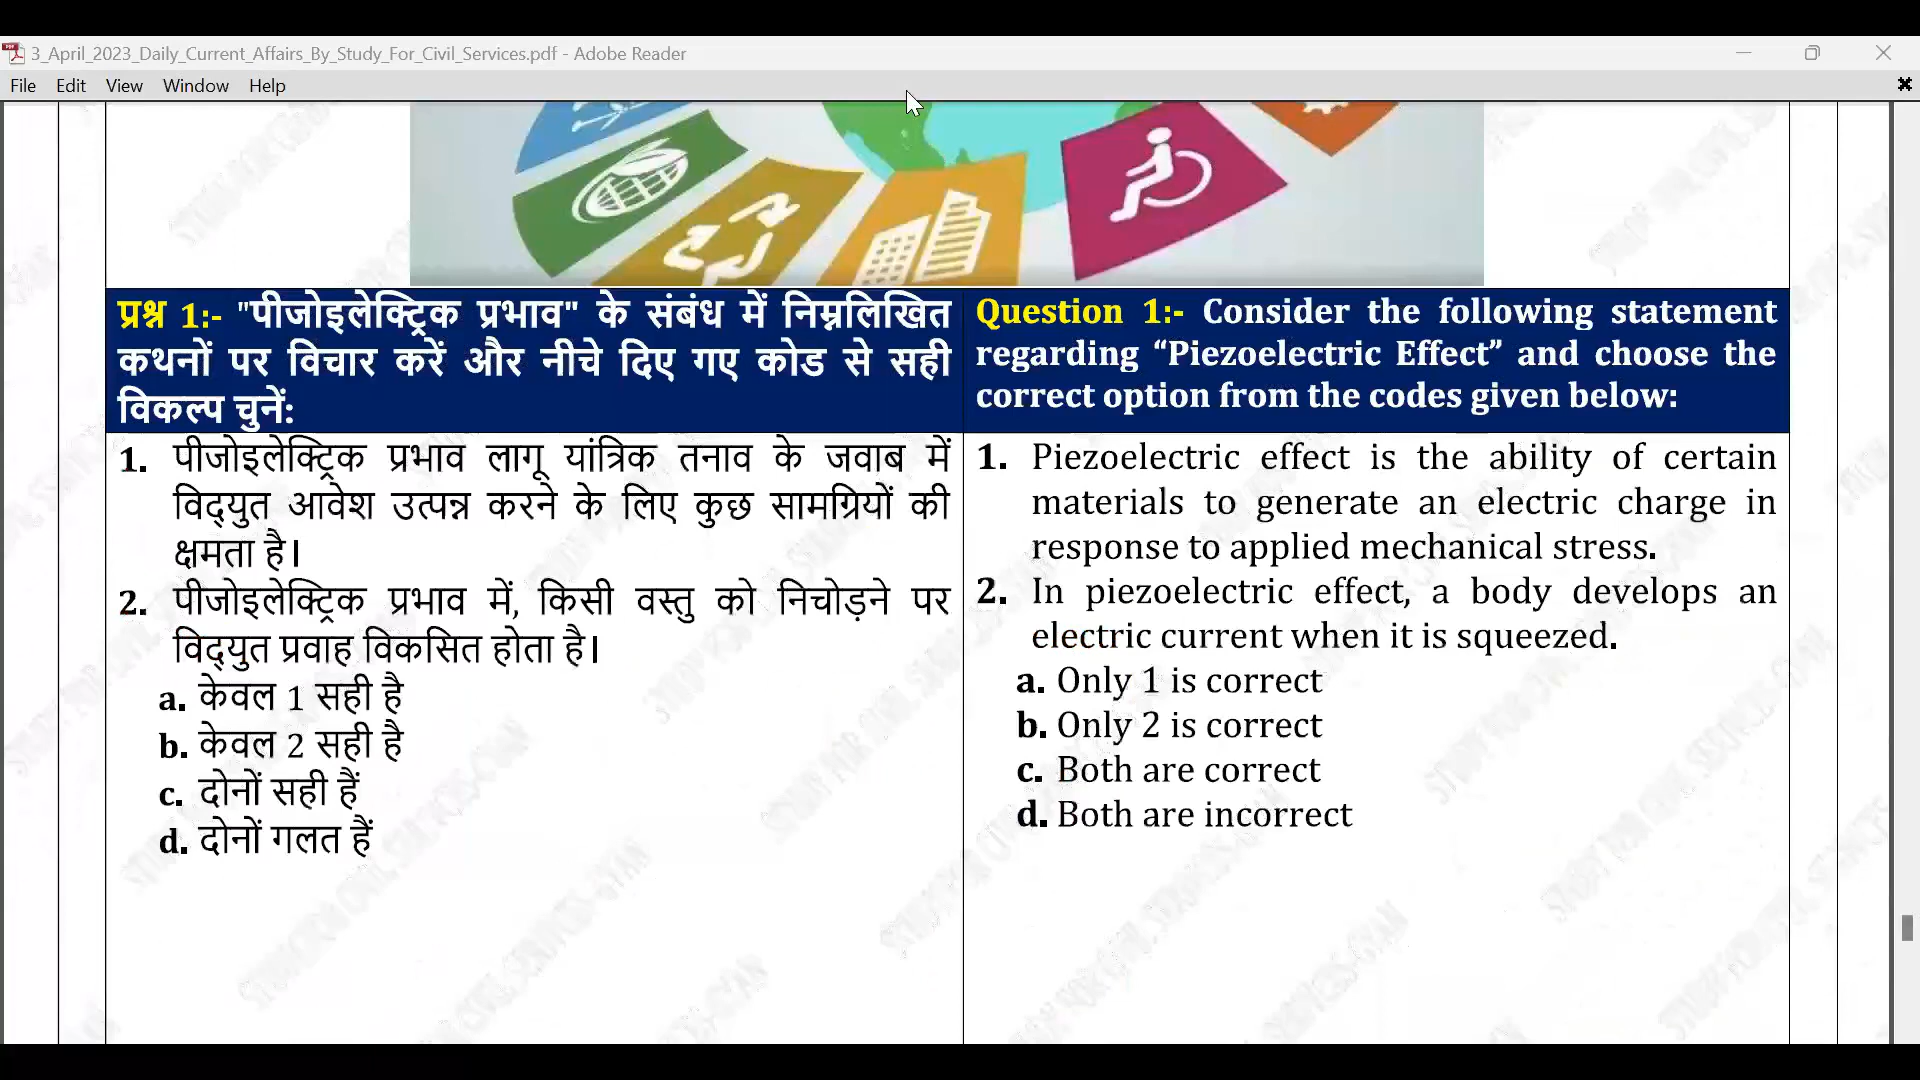 3_April_2023_Daily_Current_Affairs_By_Study_For_Civil_Services.pdf - Adobe Reader
File Edit View Window Help
प्रश्न 1:- "पीजोइलेक्ट्रिक प्रभाव" के संबंध में निम्नलिखित
कथनों पर विचार करें और नीचे दिए गए कोड से सही
विकल्प चुनें:
1. पीजोइलेक्ट्रिक प्रभाव लागू यांत्रिक तनाव के जवाब में
विद्युत आवेश उत्पन्न करने के लिए कुछ सामग्रियों की
क्षमता है।
2. पीजोइलेक्ट्रिक प्रभाव में, किसी वस्तु को निचोड़ने पर
विद्युत प्रवाह विकसित होता है।
a. केवल 1 सही है
b. केवल 2 सही है
c. दोनों सही हैं
d. दोनों गलत हैं
Question 1:- Consider the following statement
regarding “Piezoelectric Effect” and choose the
correct option from the codes given below:
1. Piezoelectric effect is the ability of certain
materials to generate an electric charge in
response to applied mechanical stress.
2. In piezoelectric effect, a body develops an
electric current when it is squeezed.
a. Only 1 is correct
b. Only 2 is correct
c. Both are correct
d. Both are incorrect